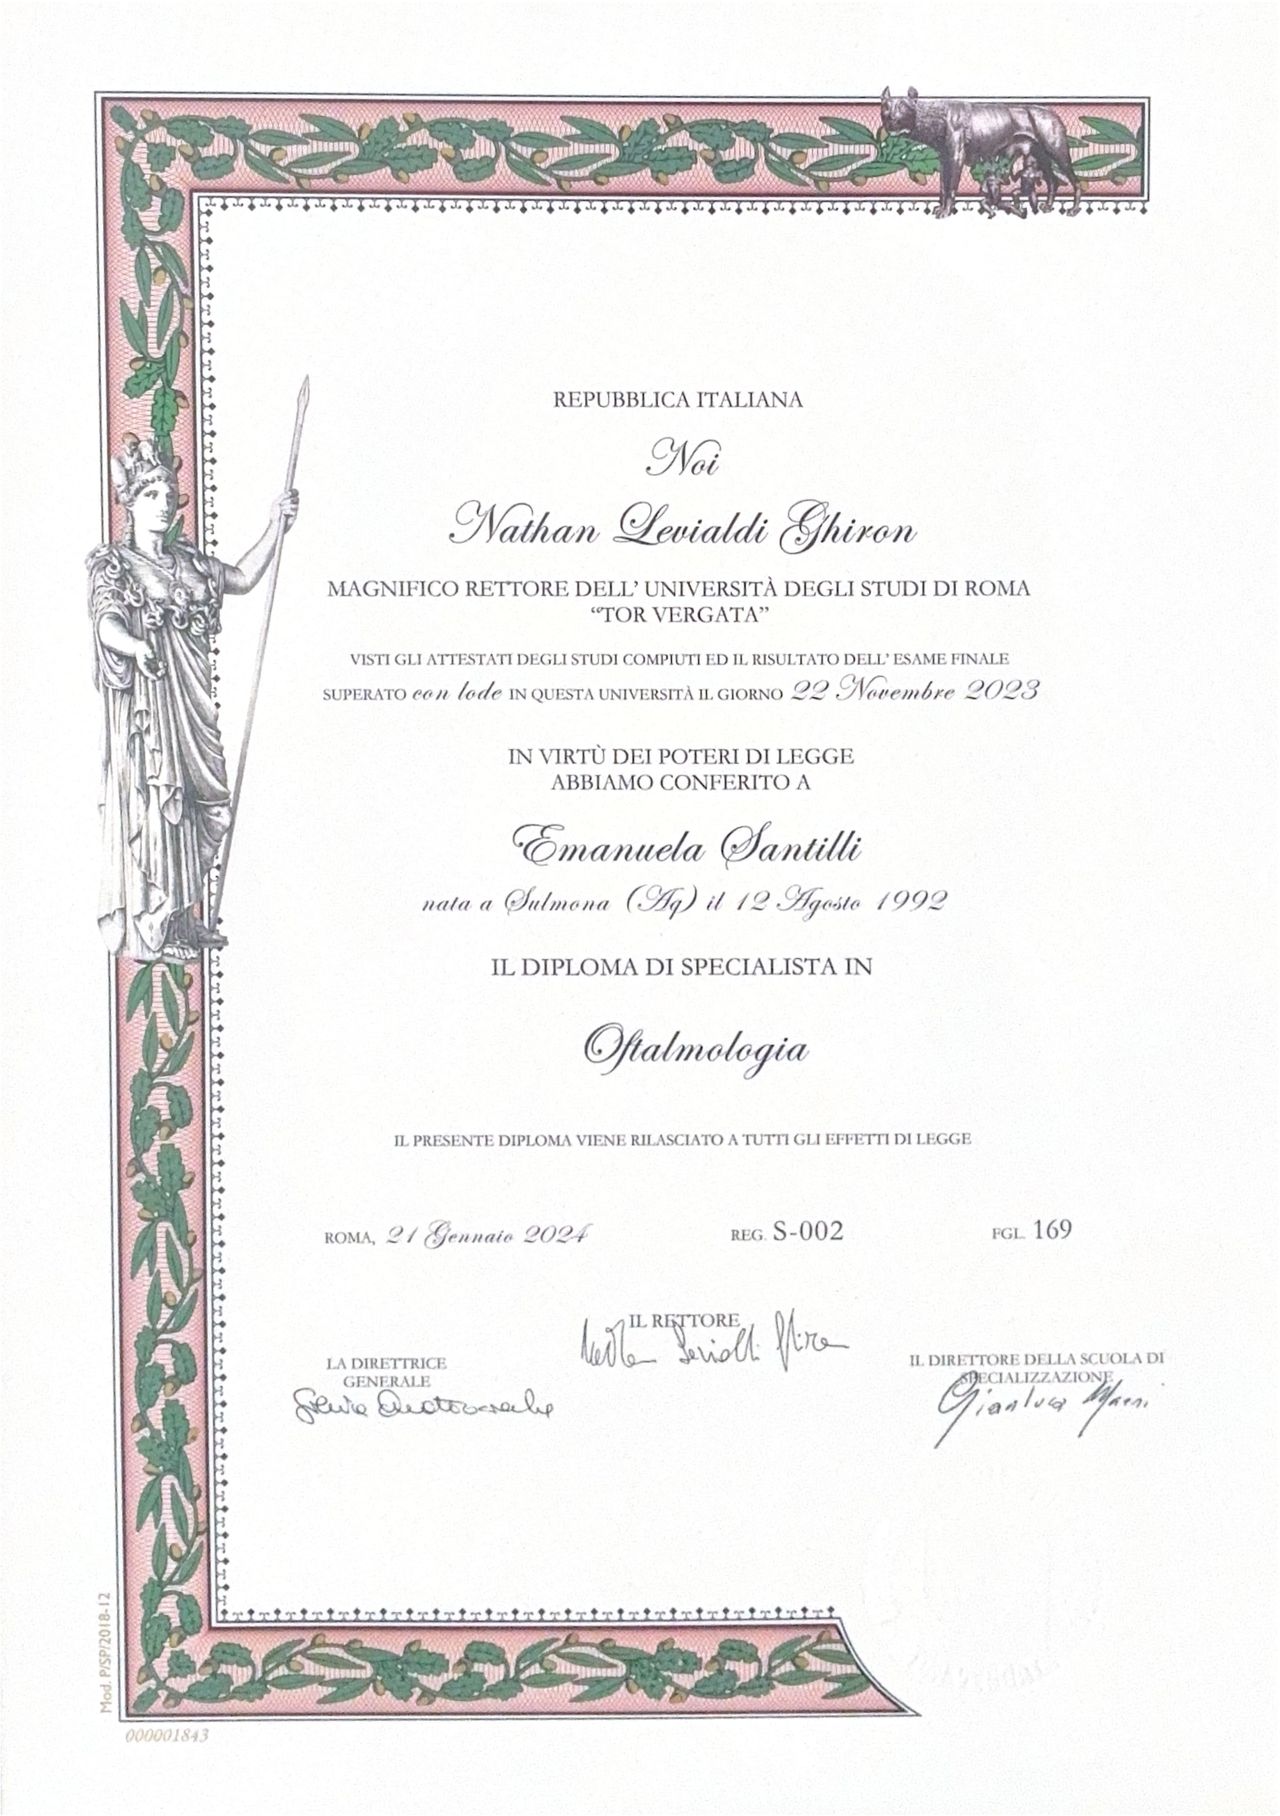 REPUBBLICA ITALIANA
Noi
Nathan Levialdi Ghiron
MAGNIFICO RETTORE DELL' UNIVERSITÀ DEGLI STUDI DI ROMA
“TOR VERGATA”
VISTI GLI ATTESTATI DEGLI STUDI COMPIUTI ED IL RISULTATO DELL' ESAME FINALE
SUPERATO con lode IN QUESTA UNIVERSITÀ IL GIORNO 22 Novembre 2023
IN VIRTÙ DEI POTERI DI LEGGE
ABBIAMO CONFERITO A
Emanuela Santilli
nata a Sulmona (Aq) il 12 Agosto 1992
IL DIPLOMA DI SPECIALISTA IN
Oftalmologia
IL PRESENTE DIPLOMA VIENE RILASCIATO A TUTTI GLI EFFETTI DI LEGGE
ROMA, 21 Gennaio 2024 REG. S-002 FGL. 169
IL RETTORE
LA DIRETTRICE
GENERALE
IL DIRETTORE DELLA SCUOLA DI
SPECIALIZZAZIONE
Gianluca
Mod. P/SP/2018-12
000001843